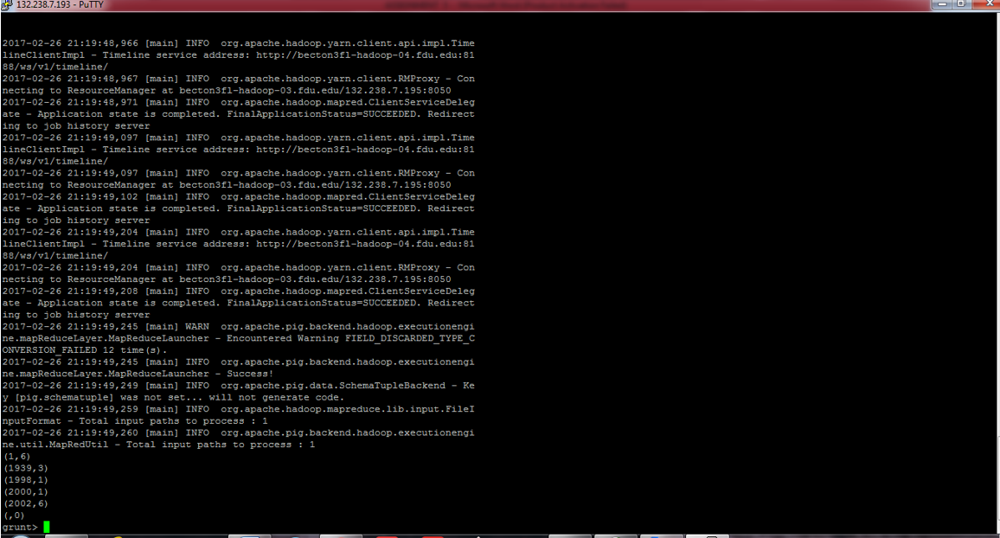 132.238.7.193 - PuTTY
2017-02-26 21:19:48,966 [main] INFO  org.apache.hadoop.yarn.client.api.impl.Time
lineClientImpl - Timeline service address: http://becton3fl-hadoop-04.fdu.edu:81
88/ws/v1/timeline/
2017-02-26 21:19:48,967 [main] INFO  org.apache.hadoop.yarn.client.RMProxy - Con
necting to ResourceManager at becton3fl-hadoop-03.fdu.edu/132.238.7.195:8050
2017-02-26 21:19:48,971 [main] INFO  org.apache.hadoop.mapred.ClientServiceDeleg
ate - Application state is completed. FinalApplicationStatus=SUCCEEDED. Redirect
ing to job history server
2017-02-26 21:19:49,097 [main] INFO  org.apache.hadoop.yarn.client.api.impl.Time
lineClientImpl - Timeline service address: http://becton3fl-hadoop-04.fdu.edu:81
88/ws/v1/timeline/
2017-02-26 21:19:49,097 [main] INFO  org.apache.hadoop.yarn.client.RMProxy - Con
necting to ResourceManager at becton3fl-hadoop-03.fdu.edu/132.238.7.195:8050
2017-02-26 21:19:49,102 [main] INFO  org.apache.hadoop.mapred.ClientServiceDeleg
ate - Application state is completed. FinalApplicationStatus=SUCCEEDED. Redirect
ing to job history server
2017-02-26 21:19:49,204 [main] INFO  org.apache.hadoop.yarn.client.api.impl.Time
lineClientImpl - Timeline service address: http://becton3fl-hadoop-04.fdu.edu:81
88/ws/v1/timeline/
2017-02-26 21:19:49,204 [main] INFO  org.apache.hadoop.yarn.client.RMProxy - Con
necting to ResourceManager at becton3fl-hadoop-03.fdu.edu/132.238.7.195:8050
2017-02-26 21:19:49,208 [main] INFO  org.apache.hadoop.mapred.ClientServiceDeleg
ate - Application state is completed. FinalApplicationStatus=SUCCEEDED. Redirect
ing to job history server
2017-02-26 21:19:49,245 [main] WARN  org.apache.pig.backend.hadoop.executionengi
ne.mapReduceLayer.MapReduceLauncher - Encountered Warning FIELD_DISCARDED_TYPE_C
ONVERSION_FAILED 12 time(s).
2017-02-26 21:19:49,245 [main] INFO  org.apache.pig.backend.hadoop.executionengi
ne.mapReduceLayer.MapReduceLauncher - Success!
2017-02-26 21:19:49,249 [main] INFO  org.apache.pig.data.SchemaTupleBackend - Ke
y [pig.schematuple] was not set... will not generate code.
2017-02-26 21:19:49,259 [main] INFO  org.apache.hadoop.mapreduce.lib.input.FileI
nputFormat - Total input paths to process : 1
2017-02-26 21:19:49,260 [main] INFO  org.apache.pig.backend.hadoop.executionengi
ne.util.MapRedUtil - Total input paths to process : 1
(1,6)
(1939,3)
(1998,1)
(2000,1)
(2002,6)
(,0)
grunt>